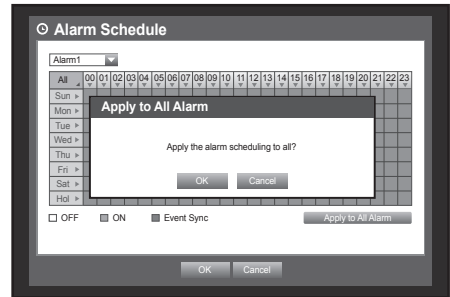 Alarm Schedule
Alarm1
All 00 01 02 03 04 05 06 07 08 09 10 11 12 13 14 15 16 17 18 19 20 21 22 23
Sun
Mon
Tue
Wed
Thu
Fri
Sat
Hol
Apply to All Alarm
Apply the alarm scheduling to all?
OK Cancel
OFF ON Event Sync Apply to All Alarm
OK Cancel